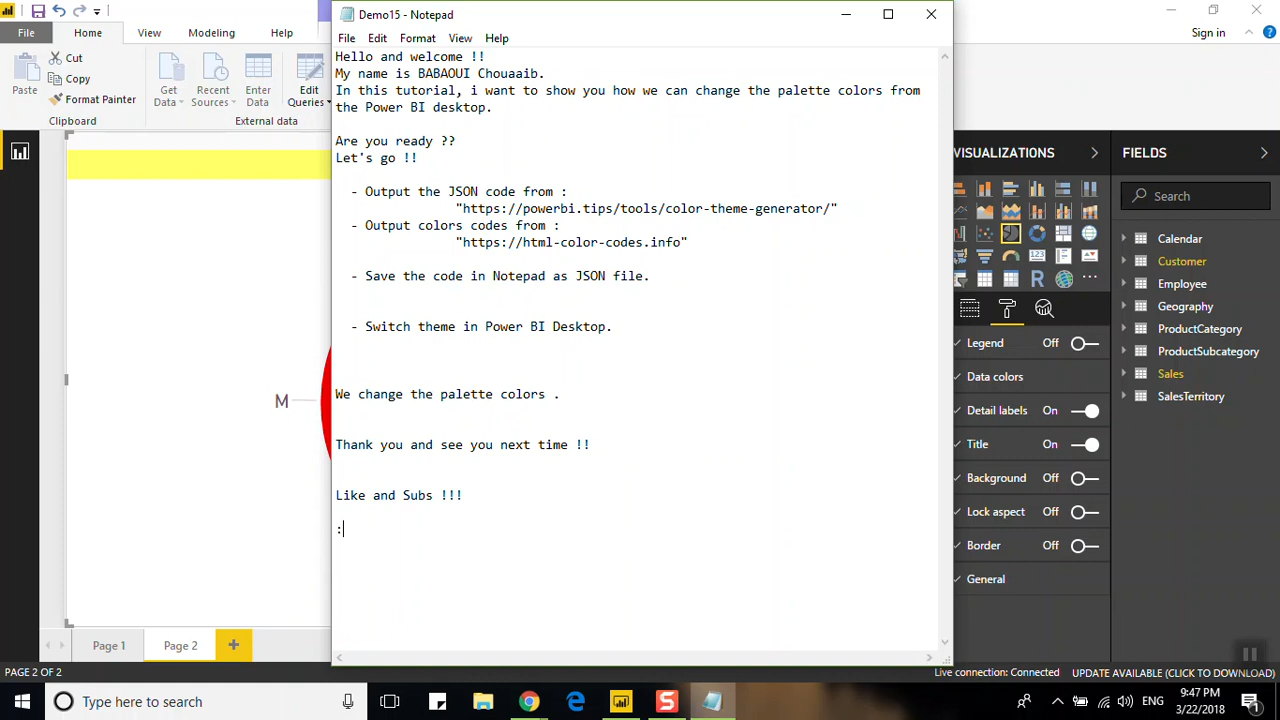 Demo15 - Notepad
File Edit Format View Help
Hello and welcome !!
My name is BABAOUI Chouaaib.
In this tutorial, i want to show you how we can change the palette colors from
the Power BI desktop.
Are you ready ??
Let's go !!
- Output the JSON code from :
"https://powerbi.tips/tools/color-theme-generator/"
- Output colors codes from :
"https://html-color-codes.info"
- Save the code in Notepad as JSON file.
- Switch theme in Power BI Desktop.
We change the palette colors .
Thank you and see you next time !!
Like and Subs !!!
:
File Home View Modeling Help
Sign in
Paste
Cut
Copy
Format Painter
Clipboard
Get
Data
Recent
Sources
Enter
Data
Edit
Queries
External data
M
VISUALIZATIONS
R
Legend Off
Data colors
Detail labels On
Title On
Background Off
Lock aspect Off
Border Off
General
FIELDS
Search
Calendar
Customer
Employee
Geography
ProductCategory
ProductSubcategory
Sales
SalesTerritory
Page 1 Page 2
PAGE 2 OF 2
Live connection: Connected UPDATE AVAILABLE (CLICK TO DOWNLOAD)
Type here to search
ENG
9:47 PM
3/22/2018